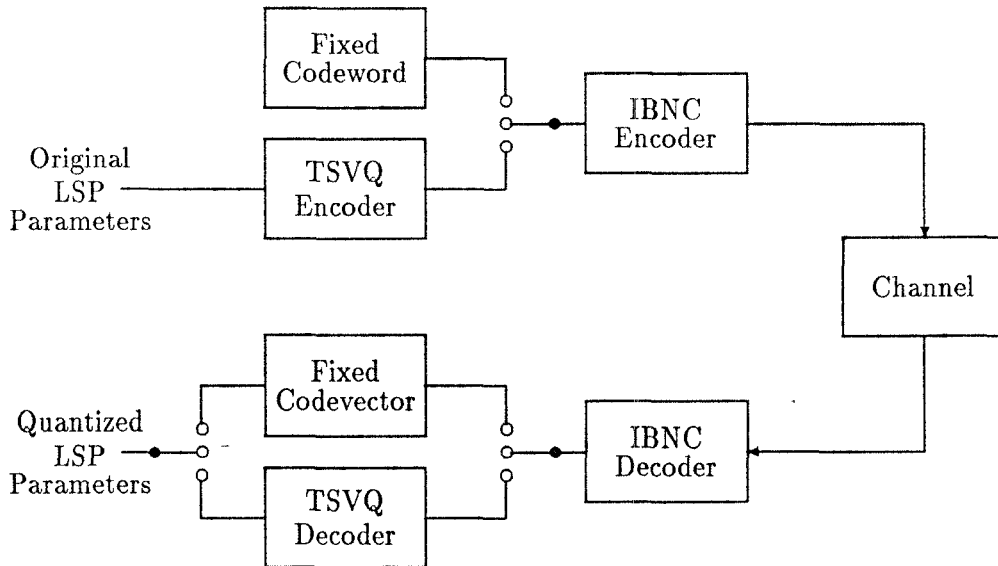 Fixed
Codeword
IBNC
Encoder
Original
LSP
Parameters
TSVQ
Encoder
Channel
Fixed
Codevector
Quantized
LSP
Parameters
IBNC
Decoder
TSVQ
Decoder